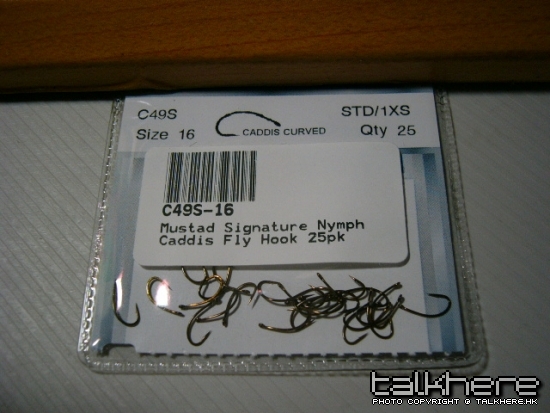 C49S STD/1XS
Size 16 CADDIS CURVED Qty 25
C49S-16
Mustad Signature Nymph
Caddis Fly Hook 25pk
talkhere
PHOTO COPYRIGHT @ TALKHERE.HK